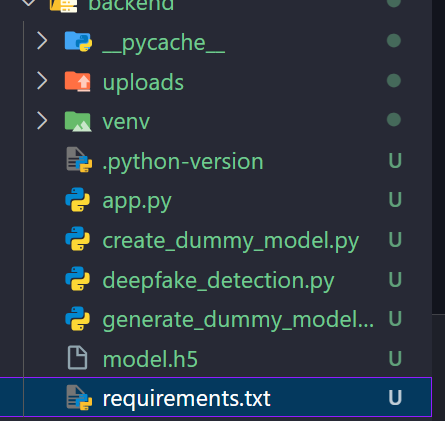 backend
__pycache__
uploads
venv
.python-version U
app.py U
create_dummy_model.py U
deepfake_detection.py U
generate_dummy_model... U
model.h5 U
requirements.txt U